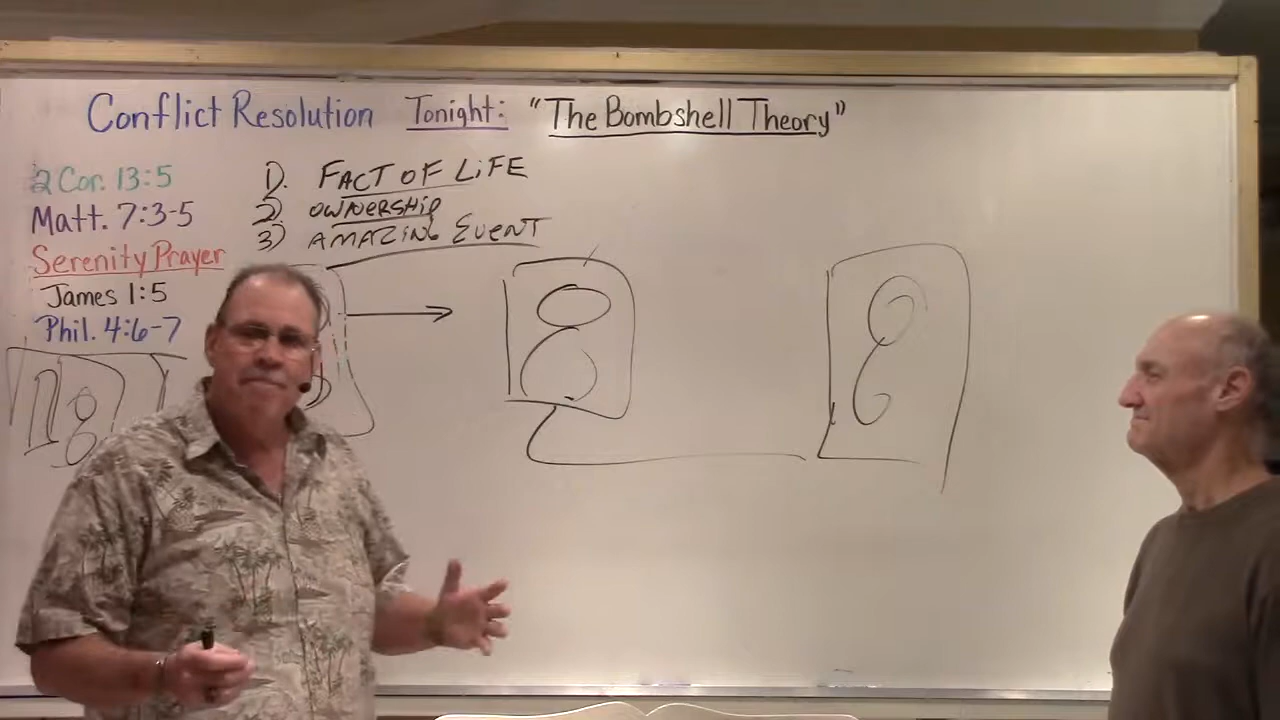 Conflict Resolution Tonight: "The Bombshell Theory"
2 Cor. 13:5
Matt. 7:3-5
Serenity Prayer
James 1:5
Phil. 4:6-7
1). FACT OF LiFE
2) OWNERSHIP
3) AMAZING EVENT